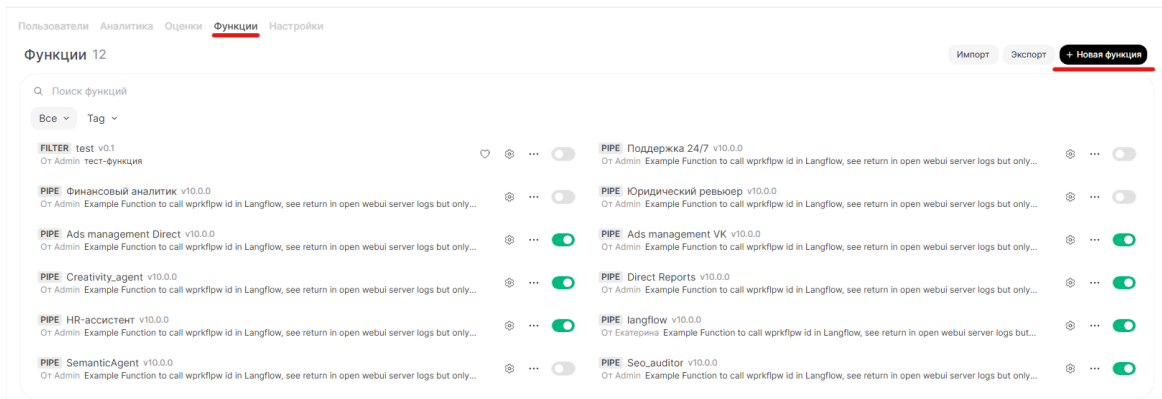 Пользователи Аналитика Оценки Функции Настройки
Функции 12
Импорт Экспорт + Новая функция
Поиск функций
Все Tag
FILTER test v0.1
От Admin тест-функция
PIPE Поддержка 24/7 v10.0.0
От Admin Example Function to call wprkflpw id in Langflow, see return in open webui server logs but only...
PIPE Финансовый аналитик v10.0.0
От Admin Example Function to call wprkflpw id in Langflow, see return in open webui server logs but only...
PIPE Юридический ревьюер v10.0.0
От Admin Example Function to call wprkflpw id in Langflow, see return in open webui server logs but only...
PIPE Ads management Direct v10.0.0
От Admin Example Function to call wprkflpw id in Langflow, see return in open webui server logs but only...
PIPE Ads management VK v10.0.0
От Admin Example Function to call wprkflpw id in Langflow, see return in open webui server logs but only...
PIPE Creativity_agent v10.0.0
От Admin Example Function to call wprkflpw id in Langflow, see return in open webui server logs but only...
PIPE Direct Reports v10.0.0
От Admin Example Function to call wprkflpw id in Langflow, see return in open webui server logs but only...
PIPE HR-ассистент v10.0.0
От Admin Example Function to call wprkflpw id in Langflow, see return in open webui server logs but only...
PIPE langflow v10.0.0
От Екатерина Example Function to call wprkflpw id in Langflow, see return in open webui server logs but...
PIPE SemanticAgent v10.0.0
От Admin Example Function to call wprkflpw id in Langflow, see return in open webui server logs but only...
PIPE Seo_auditor v10.0.0
От Admin Example Function to call wprkflpw id in Langflow, see return in open webui server logs but only...